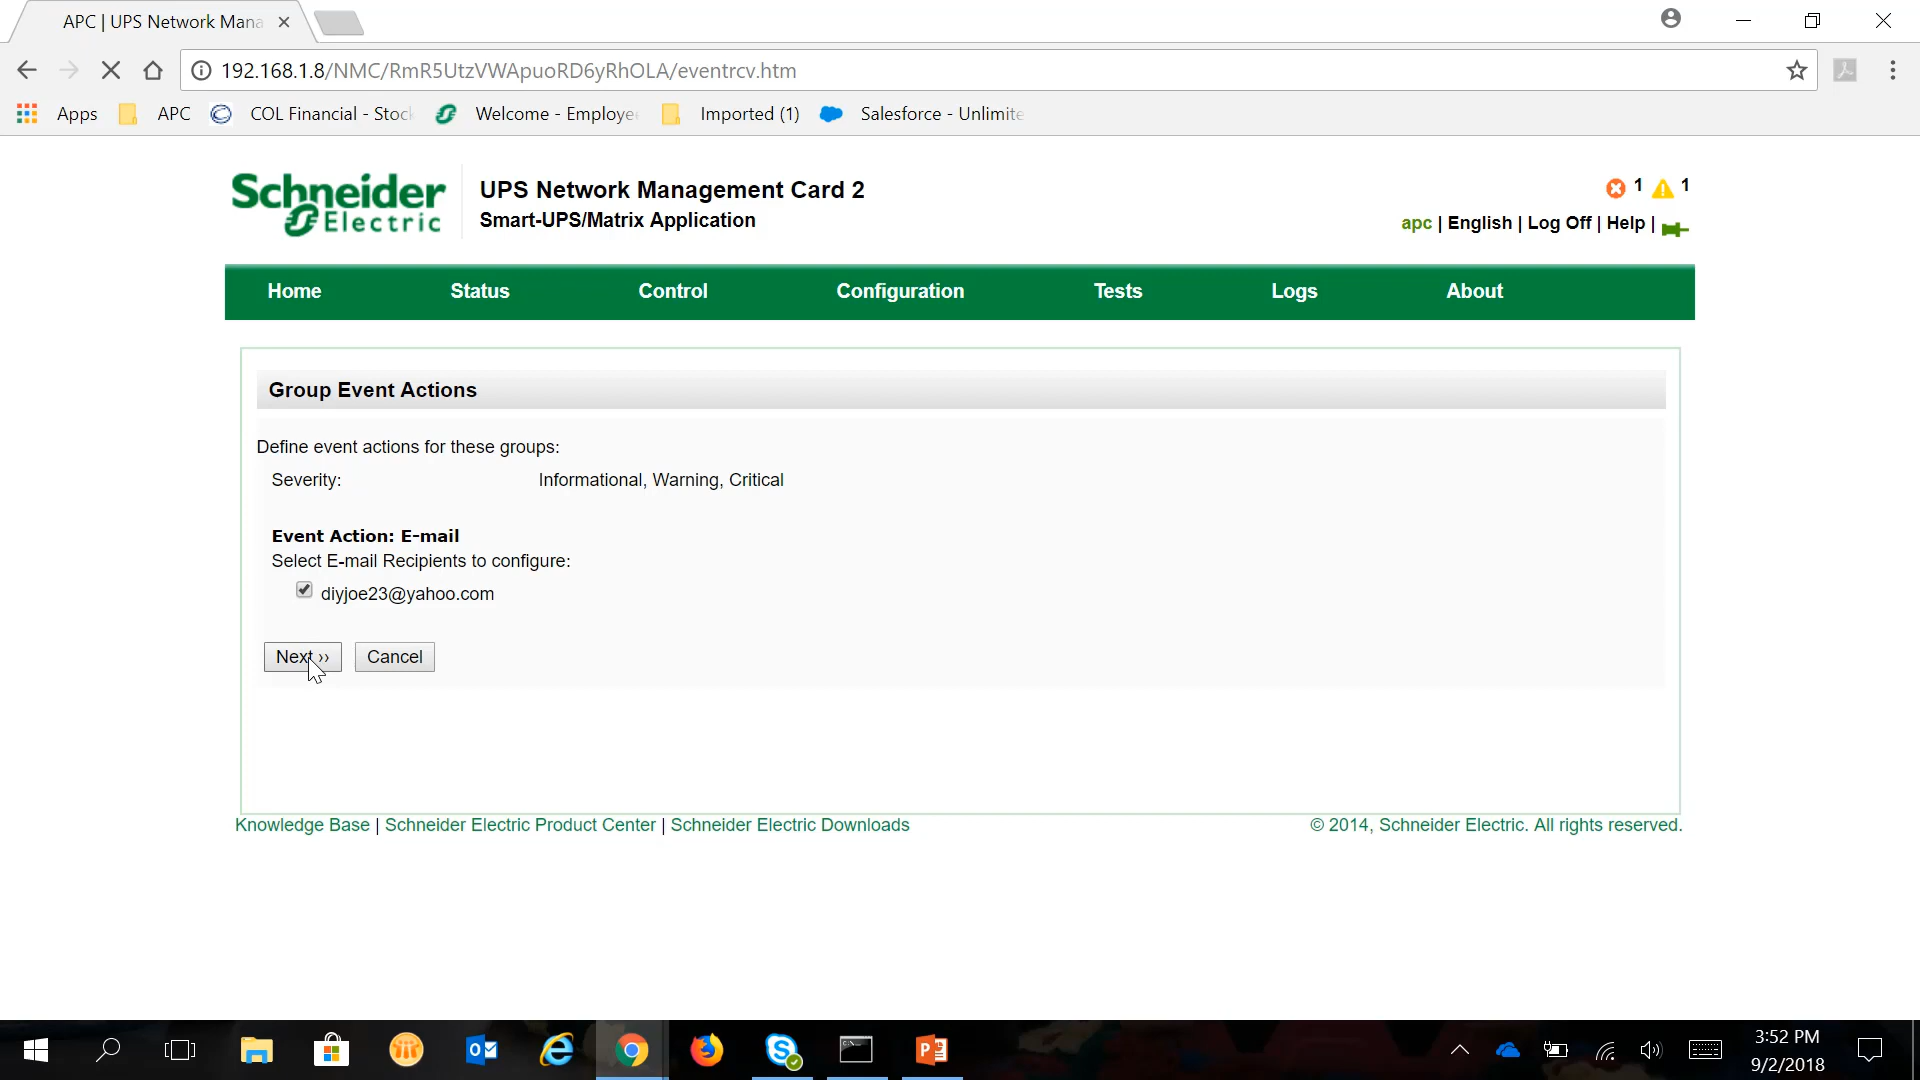 APC | UPS Network Mana
192.168.1.8/NMC/RmR5UtzVWApuoRD6yRhOLA/eventrcv.htm
Apps APC COL Financial - Stock Welcome - Employe Imported (1) Salesforce - Unlimite
Schneider Electric
UPS Network Management Card 2
Smart-UPS/Matrix Application
1 1
apc | English | Log Off | Help |
Home Status Control Configuration Tests Logs About
Group Event Actions
Define event actions for these groups:
Severity: Informational, Warning, Critical
Event Action: E-mail
Select E-mail Recipients to configure:
diyjoe23@yahoo.com
Next ›› Cancel
Knowledge Base | Schneider Electric Product Center | Schneider Electric Downloads
© 2014, Schneider Electric. All rights reserved.
3:52 PM
9/2/2018